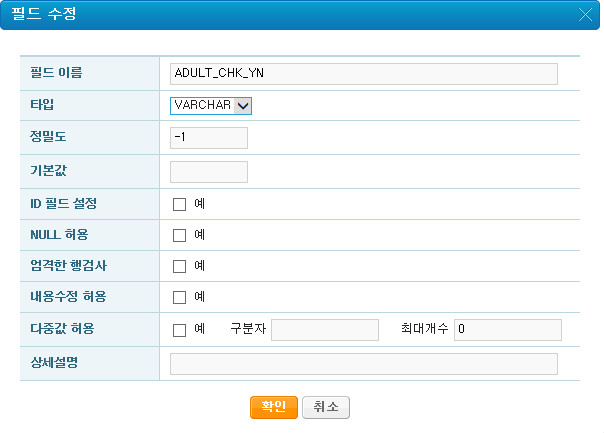 필드 수정
필드 이름 ADULT_CHK_YN
타입 VARCHAR
정밀도 -1
기본값
ID 필드 설정 예
NULL 허용 예
엄격한 행검사 예
내용수정 허용 예
다중값 허용 예 구분자 최대개수 0
상세설명
확인 취소